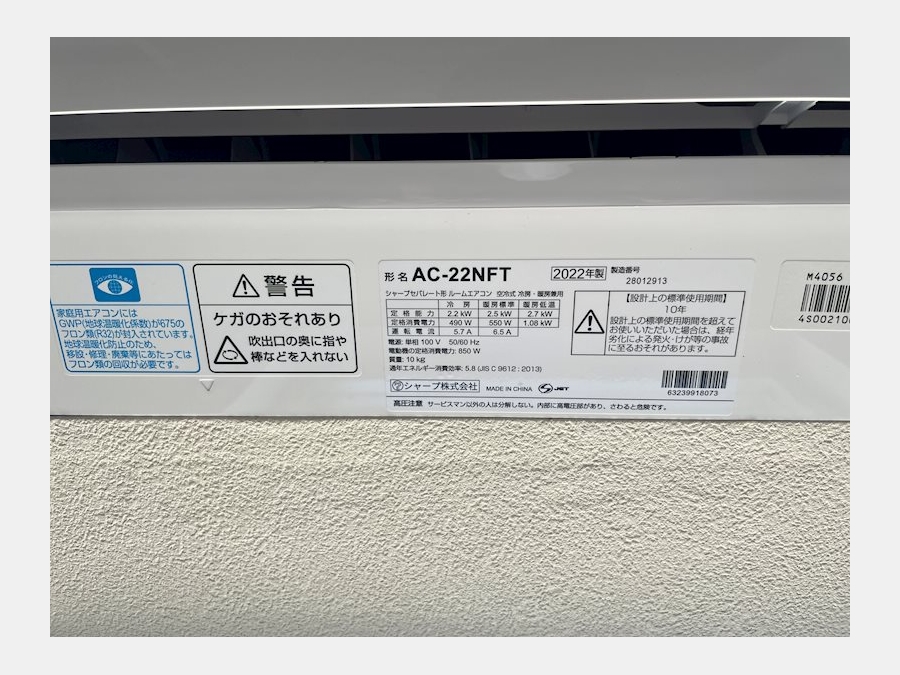 フロンの見える化
家庭用エアコンには
GWP(地球温暖化係数)が675の
フロン類(R32)が封入されています。
地球温暖化防止のため、
移設・修理・廃棄等にあたっては
フロン類の回収が必要です。
警告
ケガのおそれあり
吹出口の奥に指や
棒などを入れない
形名 AC-22NFT 2022年製 製造番号 28012913
シャープセパレート形 ルームエアコン 空冷式 冷房・暖房兼用
冷房 暖房標準 暖房低温
定格能力 2.2 kW 2.5 kW 2.7 kW
定格消費電力 490 W 550 W 1.08 kW
運転電流 5.7 A 6.5 A
電源: 単相 100 V 50/60 Hz
電動機の定格消費電力: 850 W
質量: 10 kg
通年エネルギー消費効率: 5.8 (JIS C 9612 : 2013)
シャープ株式会社 MADE IN CHINA JET
高圧注意 サービスマン以外の人は分解しない。内部に高電圧部があり、さわると危険です。
【設計上の標準使用期間】
10年
設計上の標準使用期間を超えて
お使いいただいた場合は、経年
劣化による発火・けが等の事故
に至るおそれがあります。
63239918073
M4056
4S00210